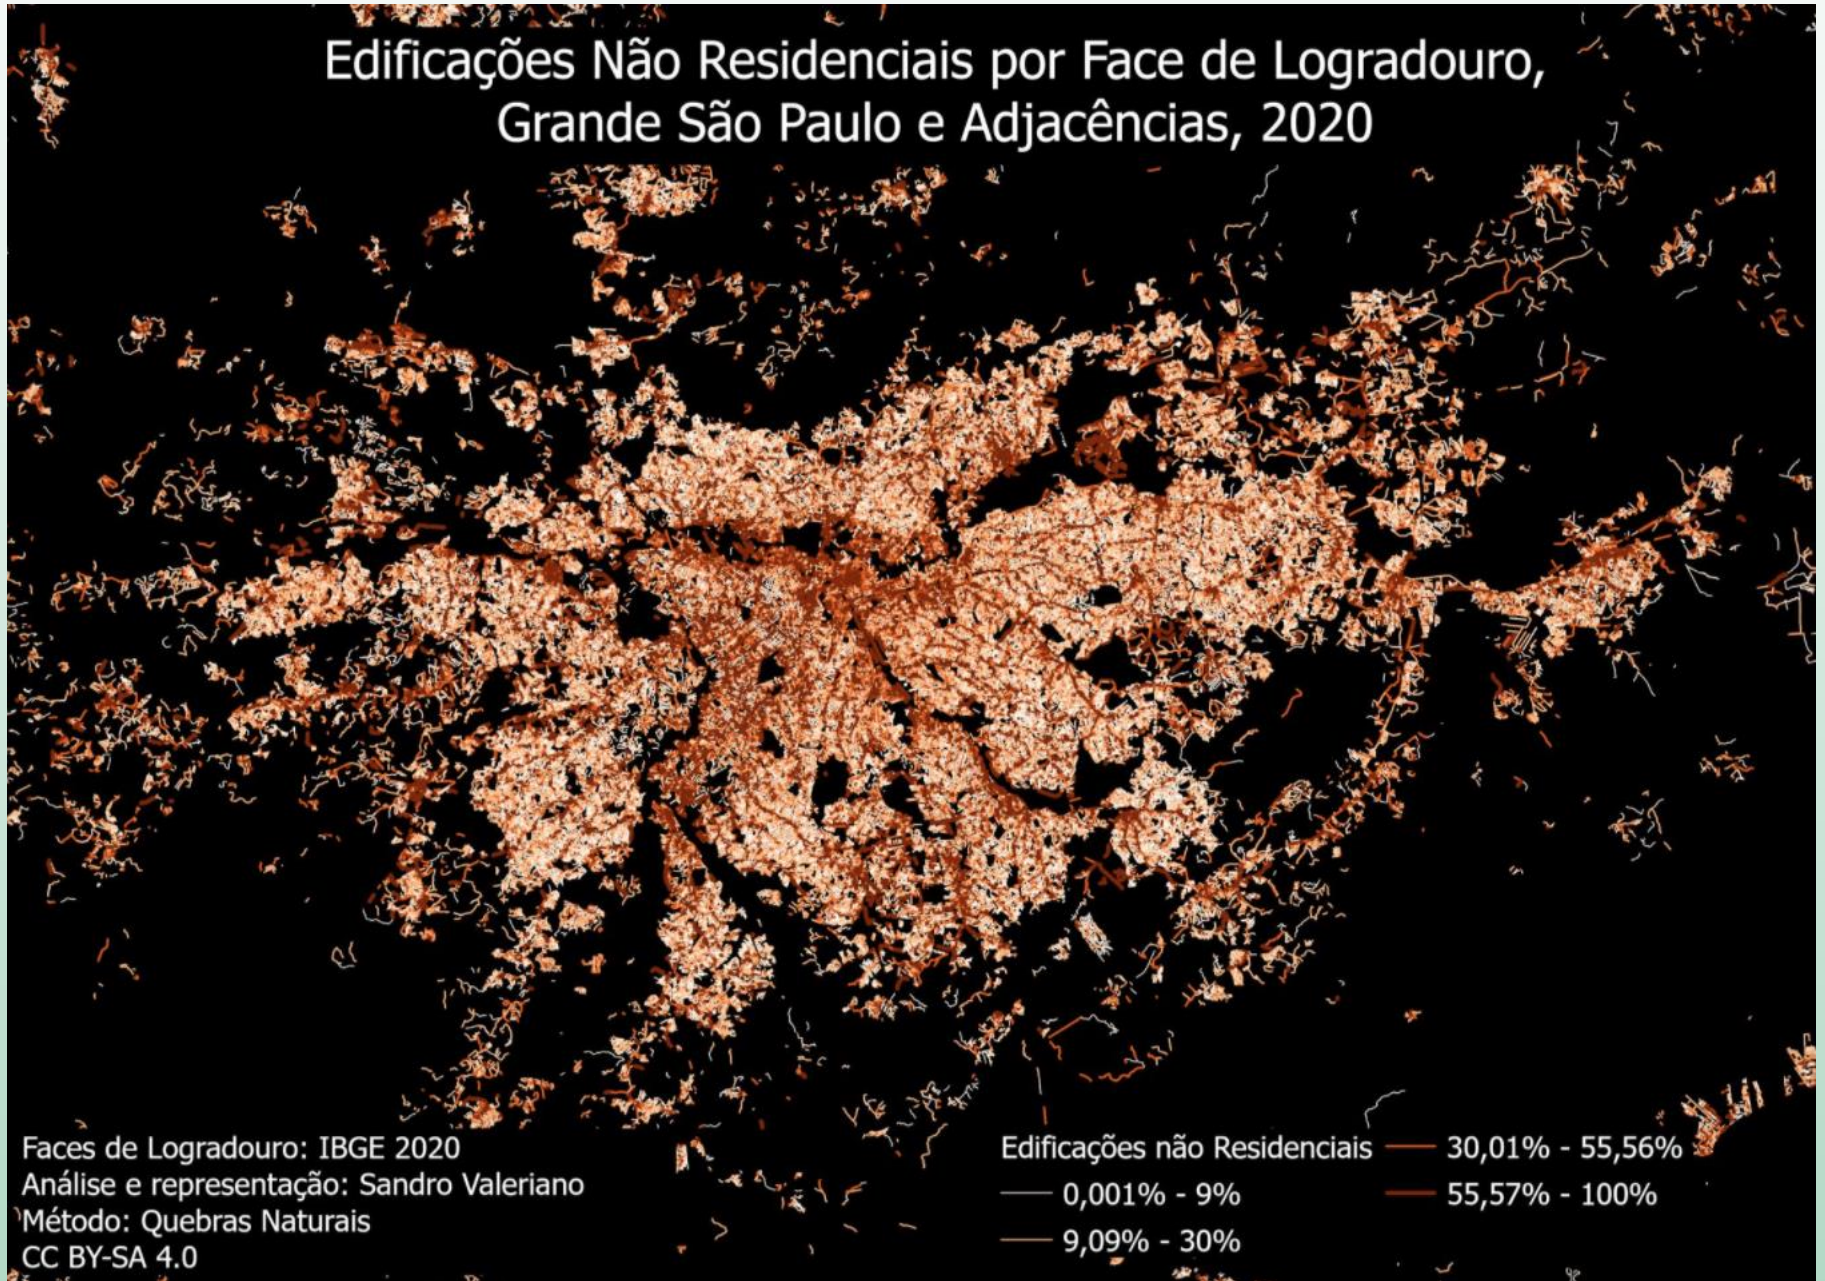 Edificações Não Residenciais por Face de Logradouro,
Grande São Paulo e Adjacências, 2020
Faces de Logradouro: IBGE 2020
Análise e representação: Sandro Valeriano
Método: Quebras Naturais
CC BY-SA 4.0
Edificações não Residenciais
0,001% - 9%
9,09% - 30%
30,01% - 55,56%
55,57% - 100%